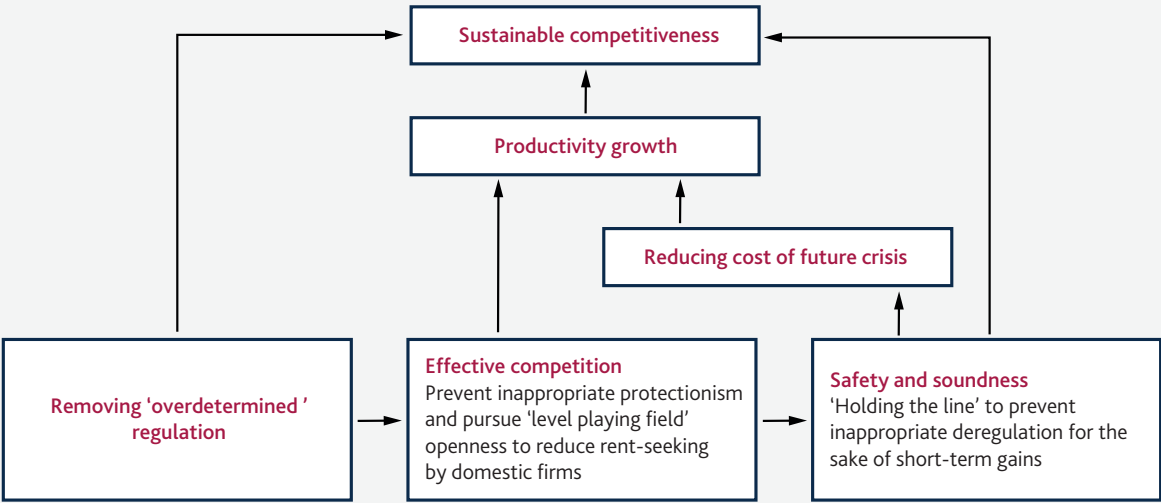 Sustainable competitiveness
Productivity growth
Reducing cost of future crisis
Removing ‘overdetermined ’
regulation
Effective competition
Prevent inappropriate protectionism
and pursue ‘level playing field’
openness to reduce rent-seeking
by domestic firms
Safety and soundness
‘Holding the line’ to prevent
inappropriate deregulation for the
sake of short-term gains